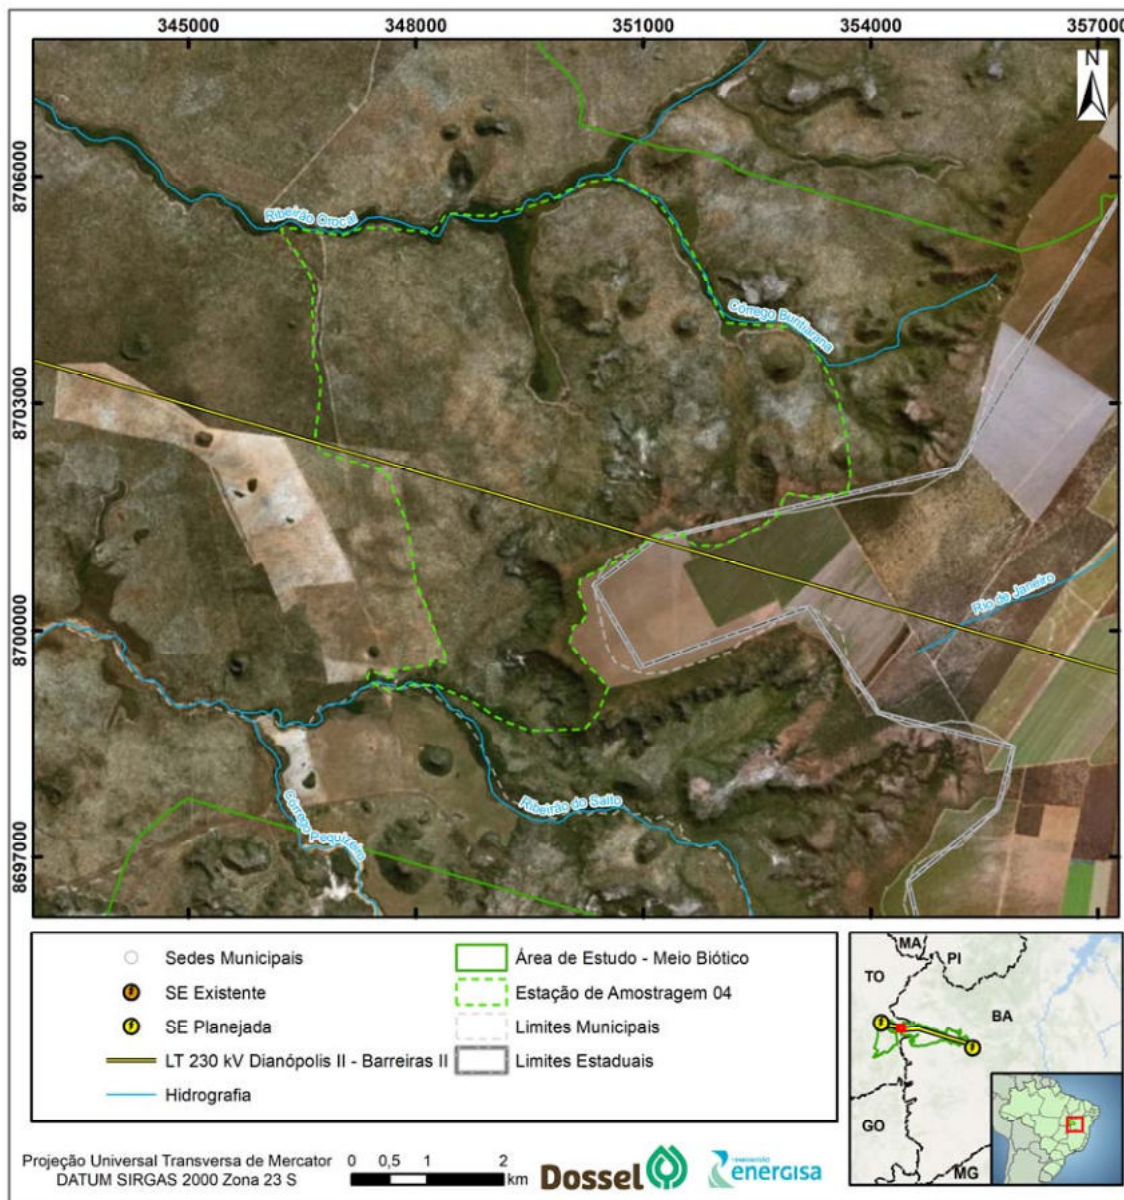 345000 348000 351000 354000 357000
N
8706000
8703000
8700000
8697000
Ribeirão Orocal
Córrego Buritiarana
Rio de Janeiro
Ribeirão do Salto
Córrego Pequizeiro
Sedes Municipais
SE Existente
SE Planejada
LT 230 kV Dianópolis II - Barreiras II
Hidrografia
Área de Estudo - Meio Biótico
Estação de Amostragem 04
Limites Municipais
Limites Estaduais
MA
PI
TO
BA
GO
MG
Projeção Universal Transversa de Mercator
DATUM SIRGAS 2000 Zona 23 S
0 0,5 1 2
km
Dossel
energisa